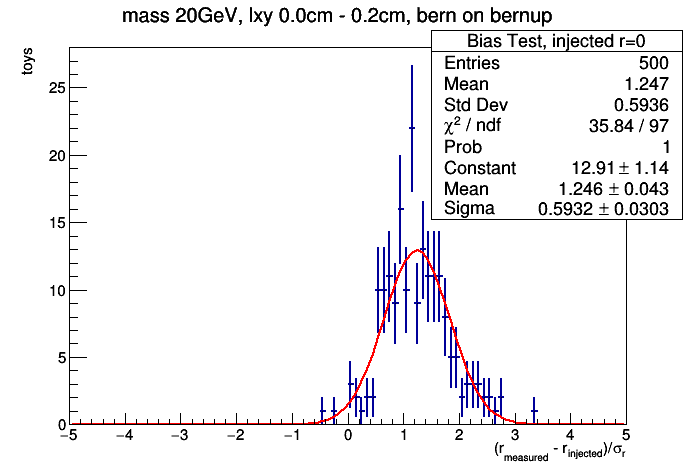 mass 20GeV, lxy 0.0cm - 0.2cm, bern on bernup
toys
Bias Test, injected r=0
Entries 500
Mean 1.247
Std Dev 0.5936
χ² / ndf 35.84 / 97
Prob 1
Constant 12.91 ± 1.14
Mean 1.246 ± 0.043
Sigma 0.5932 ± 0.0303
25
20
15
10
5
0
−5 −4 −3 −2 −1 0 1 2 3 4 5
(r_measured - r_injected)/σ_r